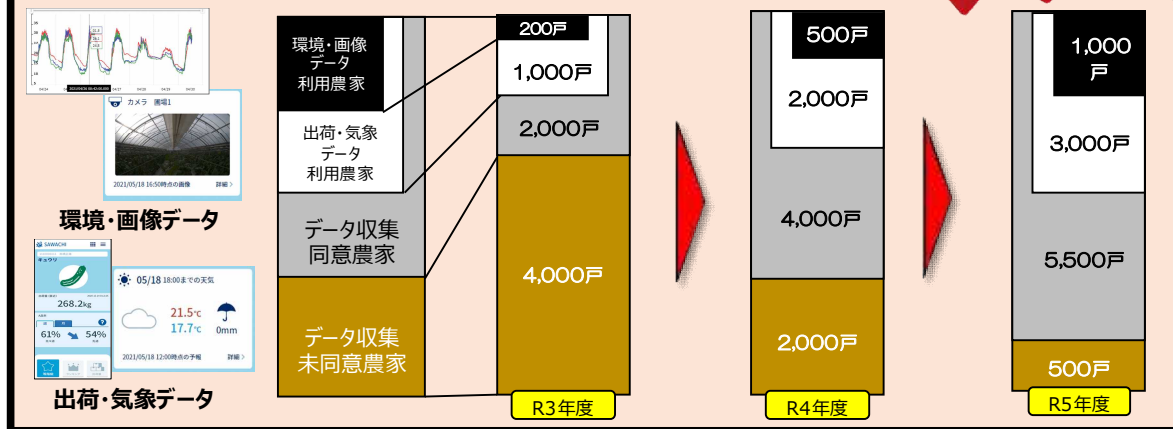 カメラ 圃場1
2021/05/18 16:50時点の画像 詳細
環境・画像データ
SAWACHI
キュウリ
268.2kg
61% 54%
05/18 18:00までの天気
21.5℃
17.7℃
0mm
2021/05/18 12:00時点の予報 詳細
出荷・気象データ
環境・画像
データ
利用農家
出荷・気象
データ
利用農家
データ収集
同意農家
データ収集
未同意農家
200戸
1,000戸
2,000戸
4,000戸
R3年度
500戸
2,000戸
4,000戸
2,000戸
R4年度
1,000
戸
3,000戸
5,500戸
500戸
R5年度